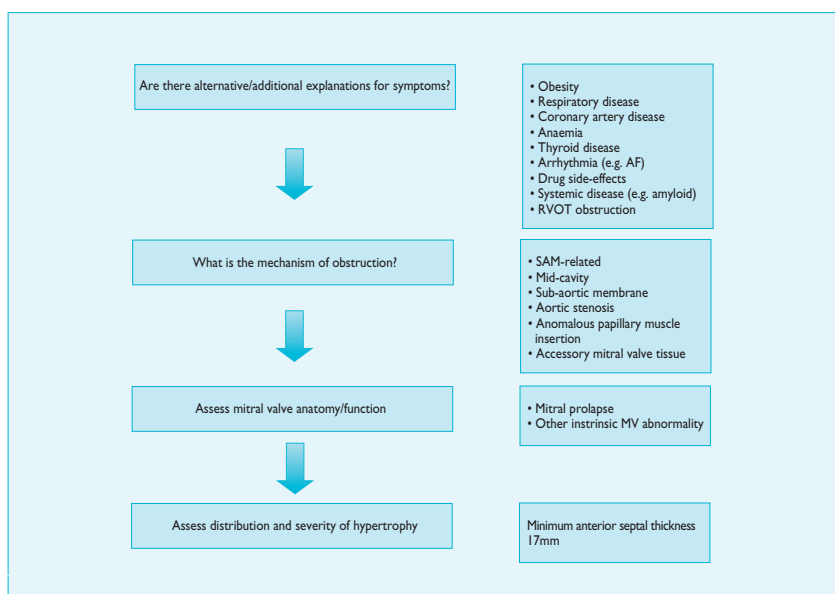 Are there alternative/additional explanations for symptoms?
• Obesity
• Respiratory disease
• Coronary artery disease
• Anaemia
• Thyroid disease
• Arrhythmia (e.g. AF)
• Drug side-effects
• Systemic disease (e.g. amyloid)
• RVOT obstruction
What is the mechanism of obstruction?
• SAM-related
• Mid-cavity
• Sub-aortic membrane
• Aortic stenosis
• Anomalous papillary muscle
insertion
• Accessory mitral valve tissue
Assess mitral valve anatomy/function
• Mitral prolapse
• Other instrinsic MV abnormality
Assess distribution and severity of hypertrophy
Minimum anterior septal thickness
17mm